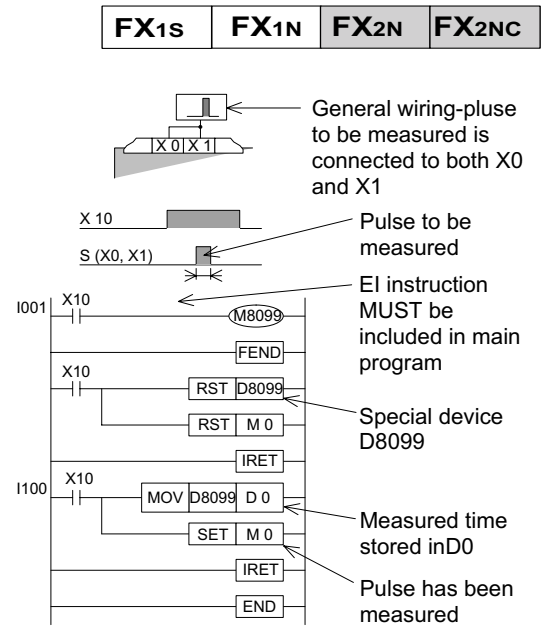 FX1S FX1N FX2N FX2NC
General wiring-pluse
to be measured is
connected to both X0
and X1
X 0 X 1
X 10
S (X0, X1)
Pulse to be
measured
EI instruction
MUST be
included in main
program
I001 X10
M8099
FEND
X10
RST D8099
RST M 0
Special device
D8099
IRET
I100 X10
MOV D8099 D 0
SET M 0
Measured time
stored inD0
IRET
Pulse has been
measured
END